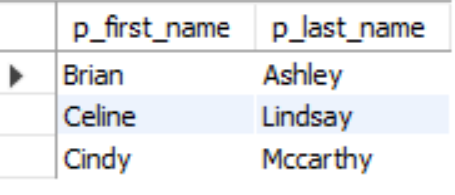 p_first_name p_last_name
Brian Ashley
Celine Lindsay
Cindy Mccarthy